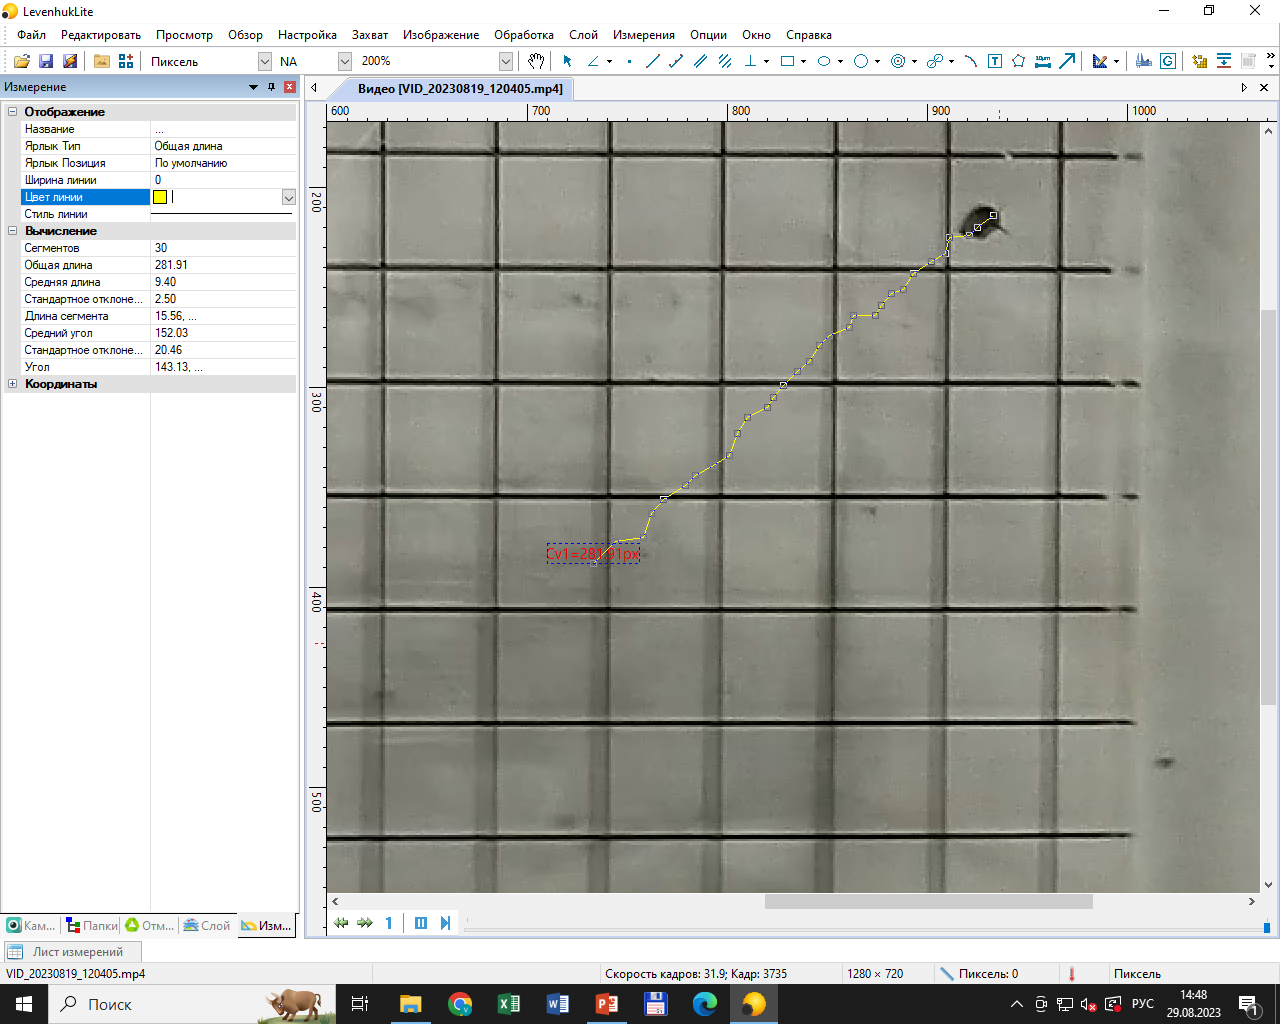 LevenhukLite
Файл Редактировать Просмотр Обзор Настройка Захват Изображение Обработка Слой Измерения Опции Окно Справка
Пиксель NA 200%
Измерение
Видео [VID_20230819_120405.mp4]
600 700 800 900 1000
Отображение
Название ...
Ярлык Тип Общая длина
Ярлык Позиция По умолчанию
Ширина линии 0
Цвет линии
Стиль линии
Вычисление
Сегментов 30
Общая длина 281.91
Средняя длина 9.40
Стандартное отклоне... 2.50
Длина сегмента 15.56, ...
Средний угол 152.03
Стандартное отклоне... 20.46
Угол 143.13, ...
Координаты
200
300
400
500
Cv1=281.91px
Кам... Папки Отм... Слой Изм...
1
Лист измерений
VID_20230819_120405.mp4 Скорость кадров: 31.9; Кадр: 3735 1280 × 720 Пиксель: 0 Пиксель
Поиск
РУС
14:48
29.08.2023
1